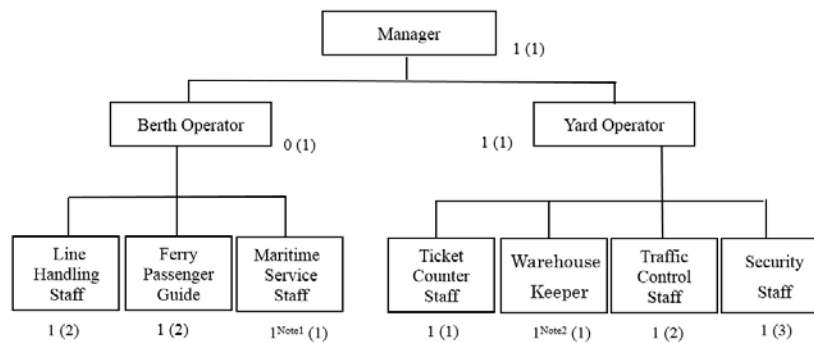 Manager
1 (1)
Berth Operator
0 (1)
Yard Operator
1 (1)
Line
Handling
Staff
1 (2)
Ferry
Passenger
Guide
1 (2)
Maritime
Service
Staff
1Note1 (1)
Ticket
Counter
Staff
1 (1)
Warehouse
Keeper
1Note2 (1)
Traffic
Control
Staff
1 (2)
Security
Staff
1 (3)